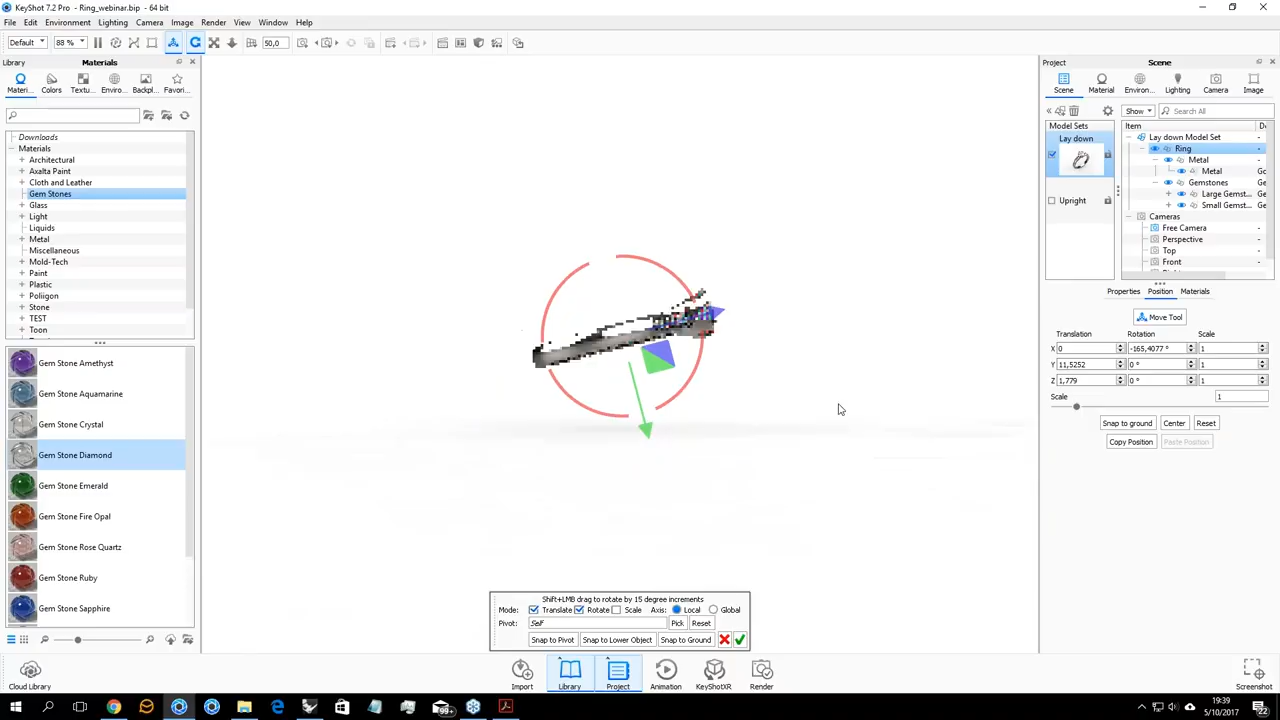 KeyShot 7.2 Pro - Ring_webinar.bip - 64 bit
File Edit Environment Lighting Camera Image Render View Window Help
Default 88 % 50,0
Library Materials
Materi... Colors Textu... Enviro... Backpl... Favori...
Downloads
Materials
Architectural
Axalta Paint
Cloth and Leather
Gem Stones
Glass
Light
Liquids
Metal
Miscellaneous
Mold-Tech
Paint
Plastic
Poliigon
Stone
TEST
Toon
Gem Stone Amethyst
Gem Stone Aquamarine
Gem Stone Crystal
Gem Stone Diamond
Gem Stone Emerald
Gem Stone Fire Opal
Gem Stone Rose Quartz
Gem Stone Ruby
Gem Stone Sapphire
Shift+LMB drag to rotate by 15 degree increments
Mode: Translate Rotate Scale Axis: Local Global
Pivot: Self Pick Reset
Snap to Pivot Snap to Lower Object Snap to Ground
Project Scene
Scene Material Environ... Lighting Camera Image
Show Search All
Model Sets
Lay down
Upright
Item
Lay down Model Set
Ring -
Metal -
Metal Go
Gemstones -
Large Gemst... Ge
Small Gemst... Ge
Cameras
Free Camera -
Perspective -
Top -
Front -
Properties Position Materials
Move Tool
Translation Rotation Scale
X 0 -165,4077 ° 1
Y 11,5252 0 ° 1
Z 1,779 0 ° 1
Scale 1
Snap to ground Center Reset
Copy Position Paste Position
Cloud Library Import Library Project Animation KeyShotXR Render Screenshot
99+
19:39
5/10/2017
22